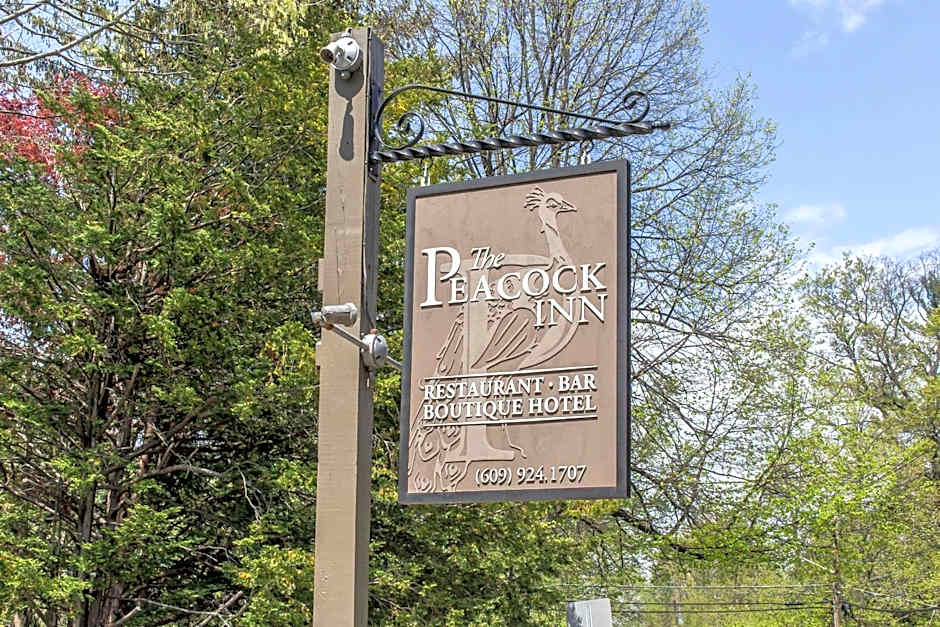 The
PEACOCK
INN
RESTAURANT · BAR
BOUTIQUE HOTEL
(609) 924.1707